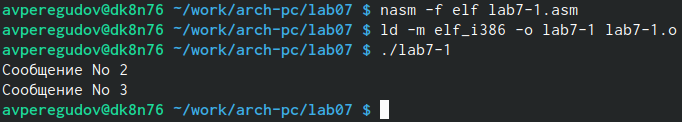 avperegudov@dk8n76 ~/work/arch-pc/lab07 $ nasm -f elf lab7-1.asm
avperegudov@dk8n76 ~/work/arch-pc/lab07 $ ld -m elf_i386 -o lab7-1 lab7-1.o
avperegudov@dk8n76 ~/work/arch-pc/lab07 $ ./lab7-1
Сообщение No 2
Сообщение No 3
avperegudov@dk8n76 ~/work/arch-pc/lab07 $